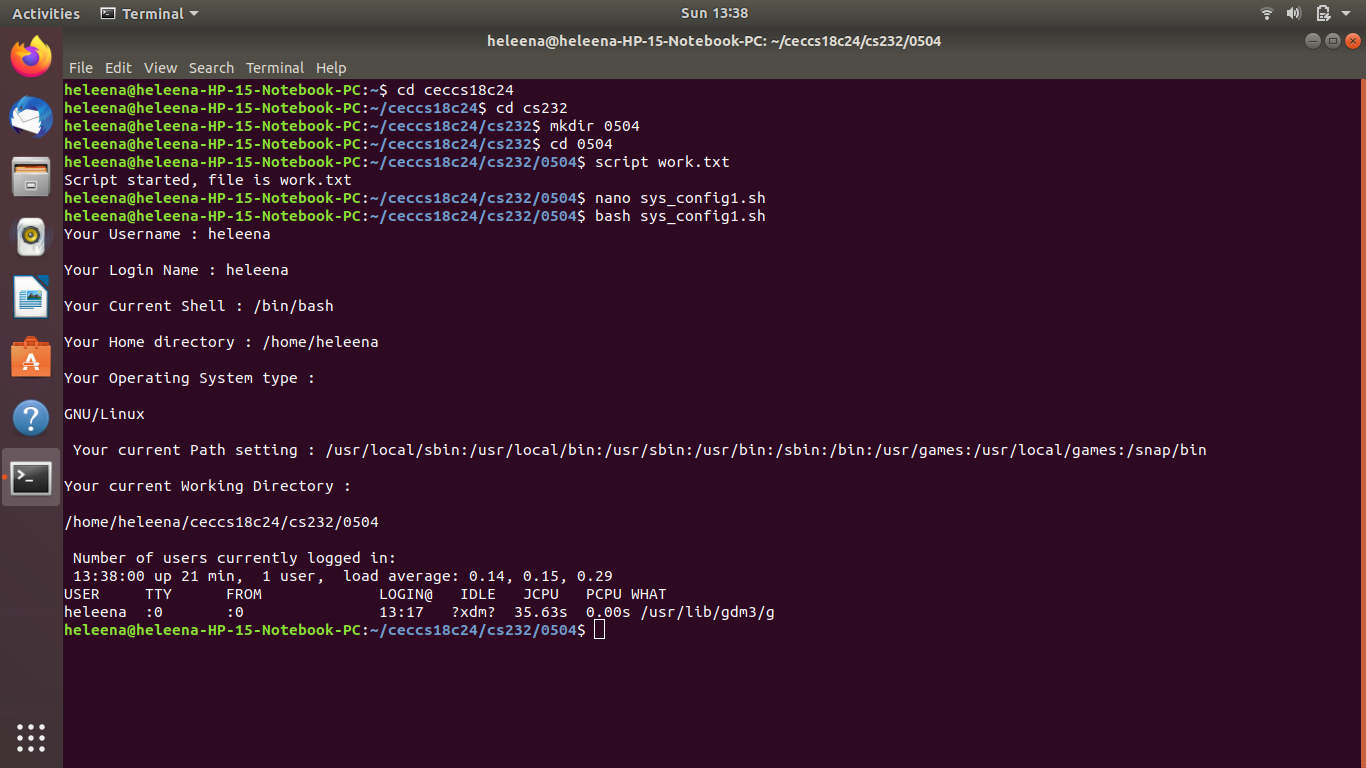 Activities Terminal Sun 13:38
heleena@heleena-HP-15-Notebook-PC: ~/ceccs18c24/cs232/0504
File Edit View Search Terminal Help
heleena@heleena-HP-15-Notebook-PC:~$ cd ceccs18c24
heleena@heleena-HP-15-Notebook-PC:~/ceccs18c24$ cd cs232
heleena@heleena-HP-15-Notebook-PC:~/ceccs18c24/cs232$ mkdir 0504
heleena@heleena-HP-15-Notebook-PC:~/ceccs18c24/cs232$ cd 0504
heleena@heleena-HP-15-Notebook-PC:~/ceccs18c24/cs232/0504$ script work.txt
Script started, file is work.txt
heleena@heleena-HP-15-Notebook-PC:~/ceccs18c24/cs232/0504$ nano sys_config1.sh
heleena@heleena-HP-15-Notebook-PC:~/ceccs18c24/cs232/0504$ bash sys_config1.sh
Your Username : heleena
Your Login Name : heleena
Your Current Shell : /bin/bash
Your Home directory : /home/heleena
Your Operating System type :
GNU/Linux
Your current Path setting : /usr/local/sbin:/usr/local/bin:/usr/sbin:/usr/bin:/sbin:/bin:/usr/games:/usr/local/games:/snap/bin
Your current Working Directory :
/home/heleena/ceccs18c24/cs232/0504
Number of users currently logged in:
13:38:00 up 21 min,  1 user,  load average: 0.14, 0.15, 0.29
USER     TTY      FROM             LOGIN@   IDLE   JCPU   PCPU WHAT
heleena  :0       :0               13:17   ?xdm?  35.63s  0.00s /usr/lib/gdm3/g
heleena@heleena-HP-15-Notebook-PC:~/ceccs18c24/cs232/0504$